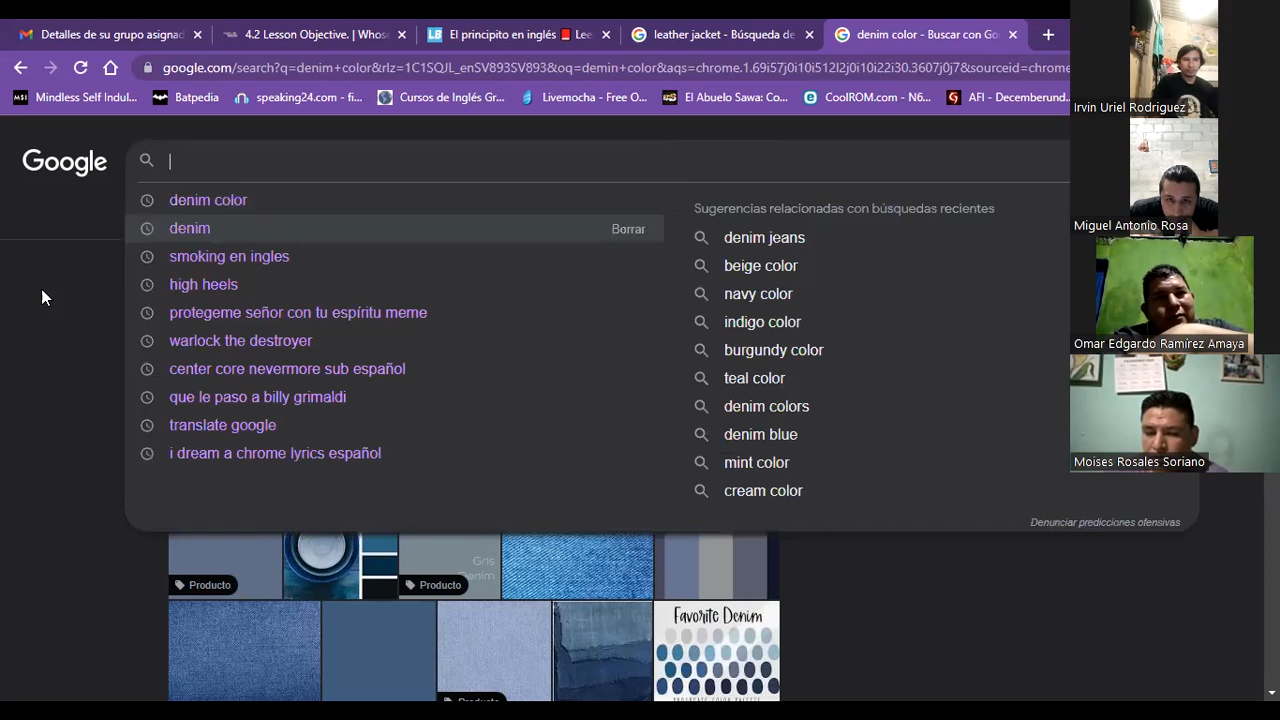 Detalles de su grupo asignad
4.2 Lesson Objective. | Whose
LB El principito en inglés Lee
leather jacket - Búsqueda de
denim color - Buscar con Go
google.com/search?q=denim+color&rlz=1C1SQJL_enSV893SV893&oq=demin+color&aqs=chrome.1.69i57j0i10i512l2j0i10i22i30.3607j0j7&sourceid=chrome
Mindless Self Indul...
Batpedia
speaking24.com - fi...
Cursos de Inglés Gr...
Livemocha - Free O...
El Abuelo Sawa: Co...
CoolROM.com - N6...
AFI - Decemberund
Google
denim color
denim
Borrar
smoking en ingles
high heels
protegeme señor con tu espíritu meme
warlock the destroyer
center core nevermore sub español
que le paso a billy grimaldi
translate google
i dream a chrome lyrics español
Sugerencias relacionadas con búsquedas recientes
denim jeans
beige color
navy color
indigo color
burgundy color
teal color
denim colors
denim blue
mint color
cream color
Denunciar predicciones ofensivas
Gris
Denim
Producto
Producto
Favorite Denim
Producto
Irvin Uriel Rodriguez
Miguel Antonio Rosa
Omar Edgardo Ramírez Amaya
Moises Rosales Soriano